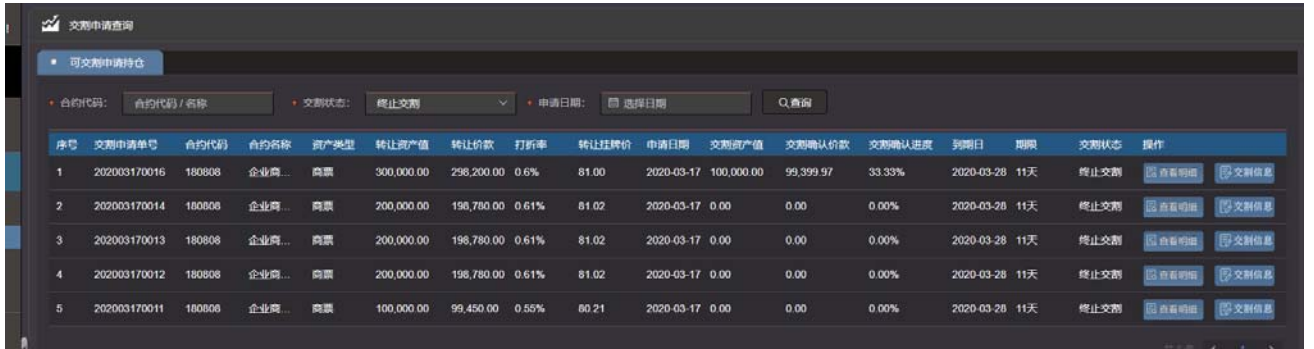 交割申请查询
可交割申请持仓
合约代码： 合约代码 / 名称 交割状态： 终止交割 申请日期： 选择日期 查询
序号 交割申请单号 合约代码 合约名称 资产类型 转让资产值 转让价款 打折率 转让挂牌价 申请日期 交割资产值 交割确认价款 交割确认进度 到期日 期限 交割状态 操作
1 202003170016 180808 企业商... 商票 300,000.00 298,200.00 0.6% 81.00 2020-03-17 100,000.00 99,399.97 33.33% 2020-03-28 11天 终止交割 查看明细 交割信息
2 202003170014 180808 企业商... 商票 200,000.00 198,780.00 0.61% 81.02 2020-03-17 0.00 0.00 0.00% 2020-03-28 11天 终止交割 查看明细 交割信息
3 202003170013 180808 企业商... 商票 200,000.00 198,780.00 0.61% 81.02 2020-03-17 0.00 0.00 0.00% 2020-03-28 11天 终止交割 查看明细 交割信息
4 202003170012 180808 企业商... 商票 200,000.00 198,780.00 0.61% 81.02 2020-03-17 0.00 0.00 0.00% 2020-03-28 11天 终止交割 查看明细 交割信息
5 202003170011 180808 企业商... 商票 100,000.00 99,450.00 0.55% 80.21 2020-03-17 0.00 0.00 0.00% 2020-03-28 11天 终止交割 查看明细 交割信息